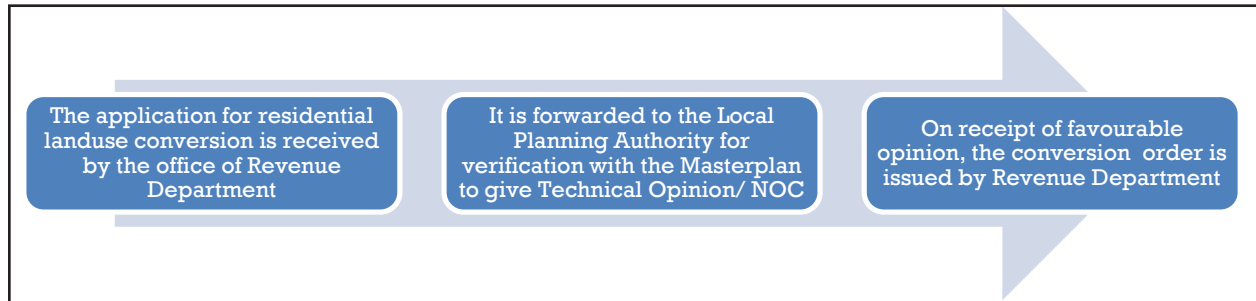 The application for residential
landuse conversion is received
by the office of Revenue
Department
It is forwarded to the Local
Planning Authority for
verification with the Masterplan
to give Technical Opinion/ NOC
On receipt of favourable
opinion, the conversion order is
issued by Revenue Department